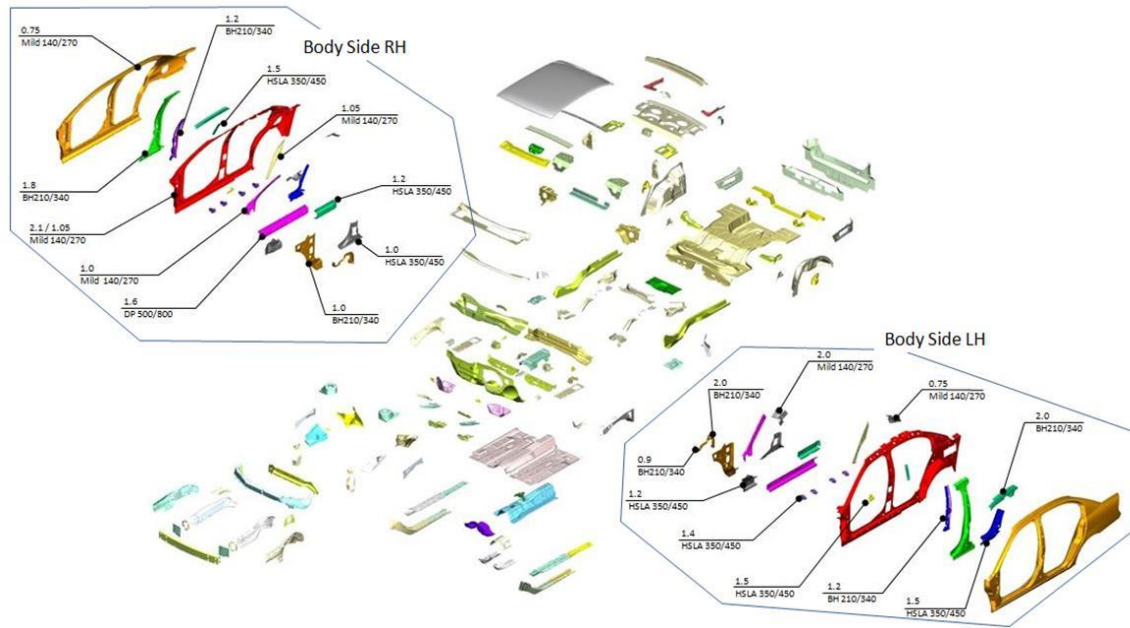 Body Side RH
0.75
Mild 140/270
1.2
BH210/340
1.5
HSLA 350/450
1.05
Mild 140/270
1.2
HSLA 350/450
1.8
BH210/340
2.1 / 1.05
Mild 140/270
1.0
Mild 140/270
1.6
DP 500/800
1.0
BH210/340
1.0
HSLA 350/450
Body Side LH
2.0
Mild 140/270
2.0
BH210/340
0.75
Mild 140/270
2.0
BH210/340
0.9
BH210/340
1.2
HSLA 350/450
1.4
HSLA 350/450
1.5
HSLA 350/450
1.2
BH 210/340
1.5
HSLA 350/450